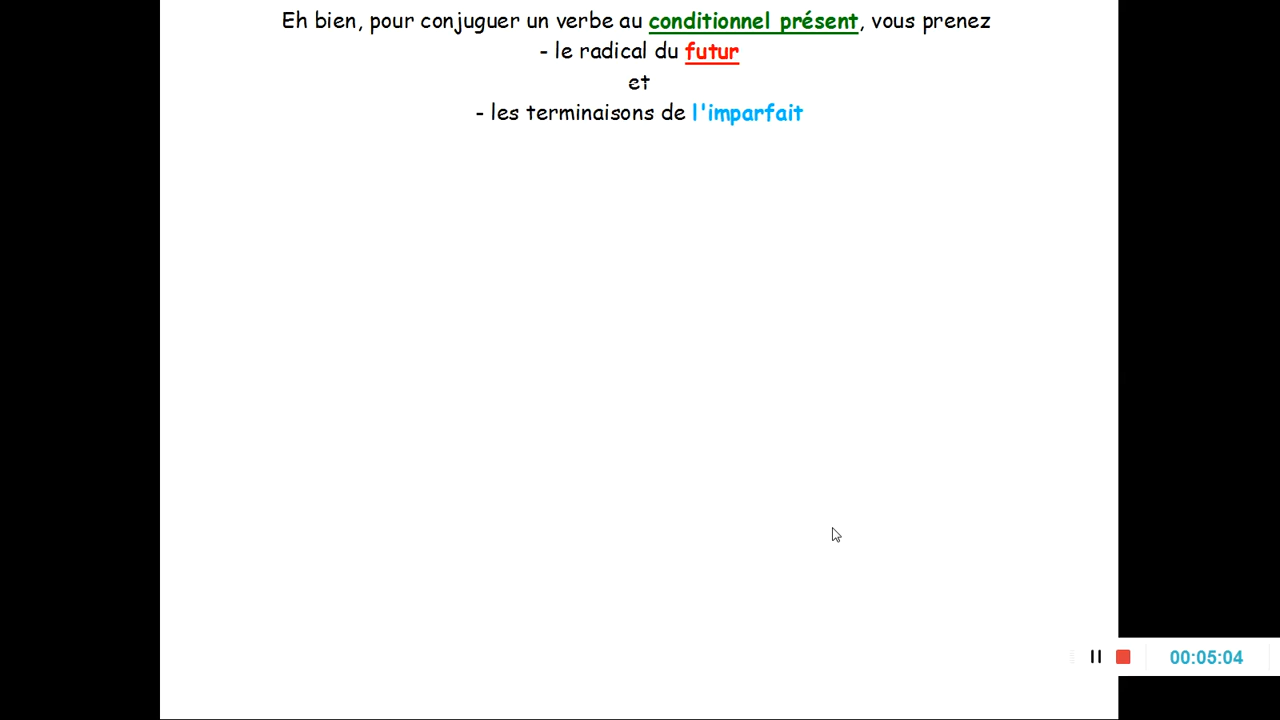 Eh bien, pour conjuguer un verbe au conditionnel présent, vous prenez
- le radical du futur
et
- les terminaisons de l'imparfait
00:05:04